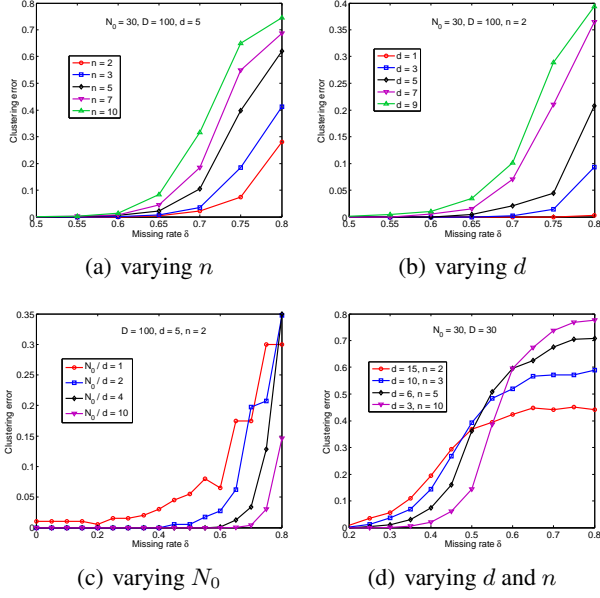 N₀ = 30, D = 100, d = 5
n = 2
n = 3
n = 5
n = 7
n = 10
Clustering error
0.8
0.7
0.6
0.5
0.4
0.3
0.2
0.1
0
0.5 0.55 0.6 0.65 0.7 0.75 0.8
Missing rate δ
(a) varying n
N₀ = 30, D = 100, n = 2
d = 1
d = 3
d = 5
d = 7
d = 9
Clustering error
0.4
0.35
0.3
0.25
0.2
0.15
0.1
0.05
0
0.5 0.55 0.6 0.65 0.7 0.75 0.8
Missing rate δ
(b) varying d
D = 100, d = 5, n = 2
N₀ / d = 1
N₀ / d = 2
N₀ / d = 4
N₀ / d = 10
Clustering error
0.35
0.3
0.25
0.2
0.15
0.1
0.05
0
0 0.2 0.4 0.6 0.8
Missing rate δ
(c) varying N₀
N₀ = 30, D = 30
d = 15, n = 2
d = 10, n = 3
d = 6, n = 5
d = 3, n = 10
Clustering error
0.8
0.7
0.6
0.5
0.4
0.3
0.2
0.1
0
0.2 0.3 0.4 0.5 0.6 0.7 0.8
Missing rate δ
(d) varying d and n